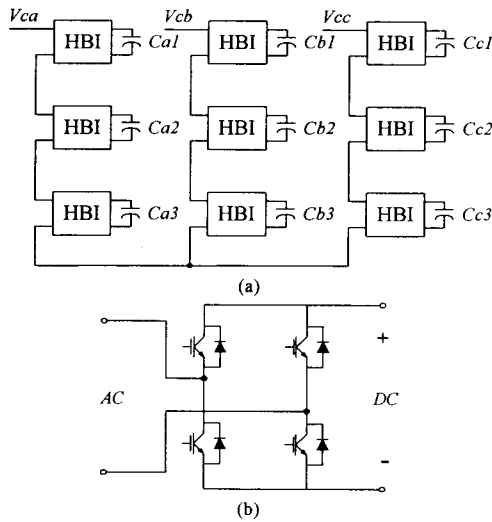 Vca Vcb Vcc
HBI Ca1 HBI Cb1 HBI Cc1
HBI Ca2 HBI Cb2 HBI Cc2
HBI Ca3 HBI Cb3 HBI Cc3
(a)
+
AC DC
-
(b)